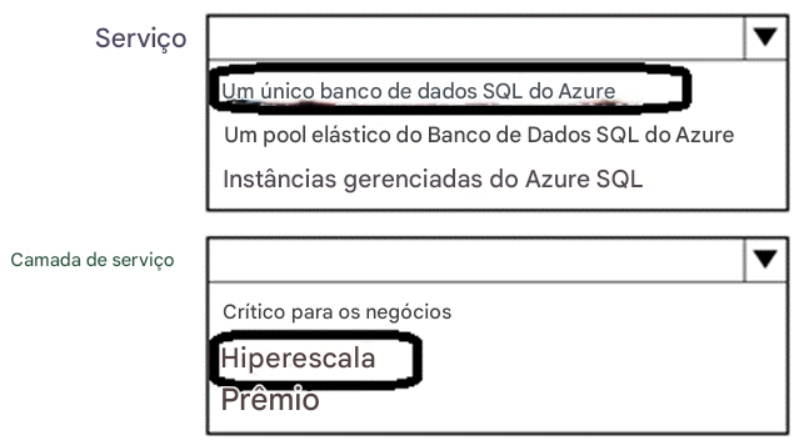 Serviço
Um único banco de dados SQL do Azure
Um pool elástico do Banco de Dados SQL do Azure
Instâncias gerenciadas do Azure SQL
Camada de serviço
Crítico para os negócios
Hiperescala
Prêmio